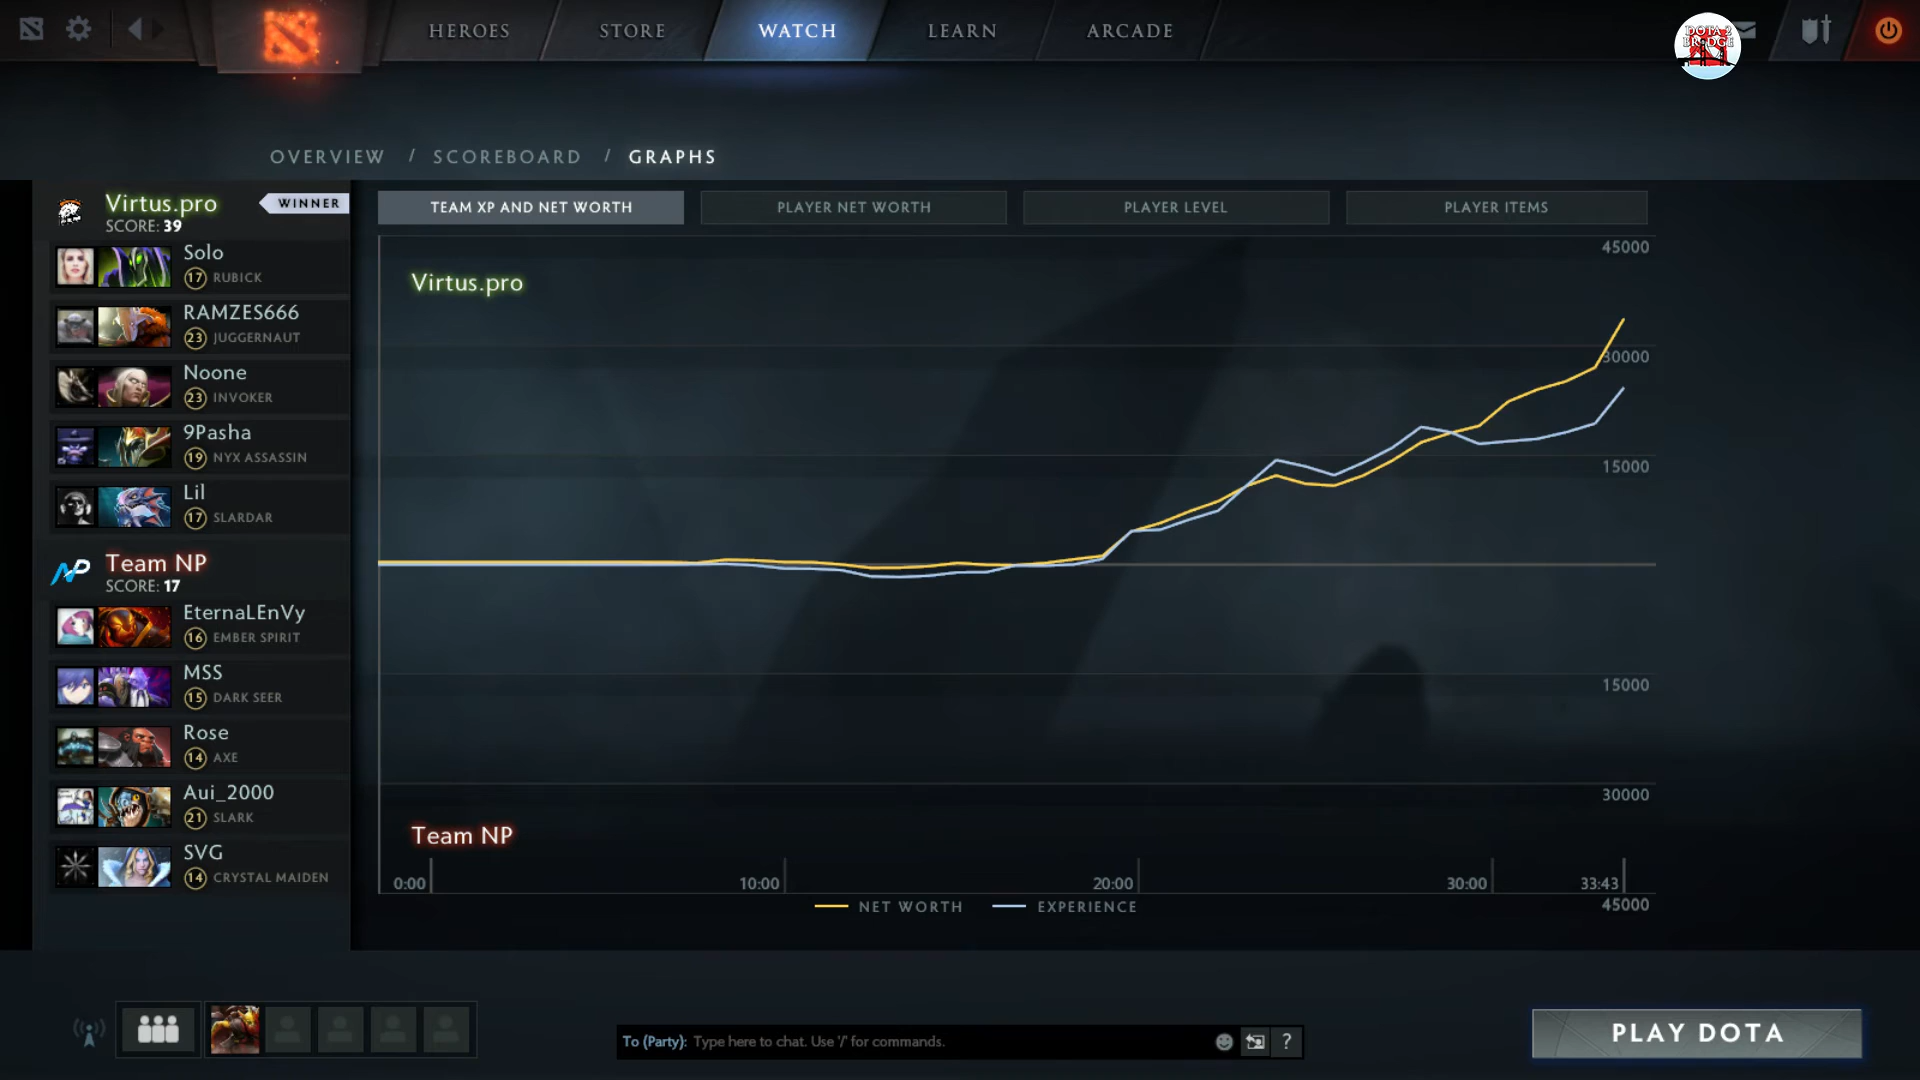 HEROES
STORE
WATCH
LEARN
ARCADE
DOTA 2
BRIDGE
OVERVIEW / SCOREBOARD / GRAPHS
Virtus.pro
WINNER
SCORE: 39
Solo
17 RUBICK
RAMZES666
23 JUGGERNAUT
Noone
23 INVOKER
9Pasha
19 NYX ASSASSIN
Lil
17 SLARDAR
Team NP
SCORE: 17
EternaLEnVy
16 EMBER SPIRIT
MSS
15 DARK SEER
Rose
14 AXE
Aui_2000
21 SLARK
SVG
14 CRYSTAL MAIDEN
TEAM XP AND NET WORTH
PLAYER NET WORTH
PLAYER LEVEL
PLAYER ITEMS
45000
Virtus.pro
30000
15000
15000
30000
Team NP
0:00
10:00
20:00
30:00
33:43
45000
NET WORTH
EXPERIENCE
To (Party): Type here to chat. Use '/' for commands.
?
PLAY DOTA